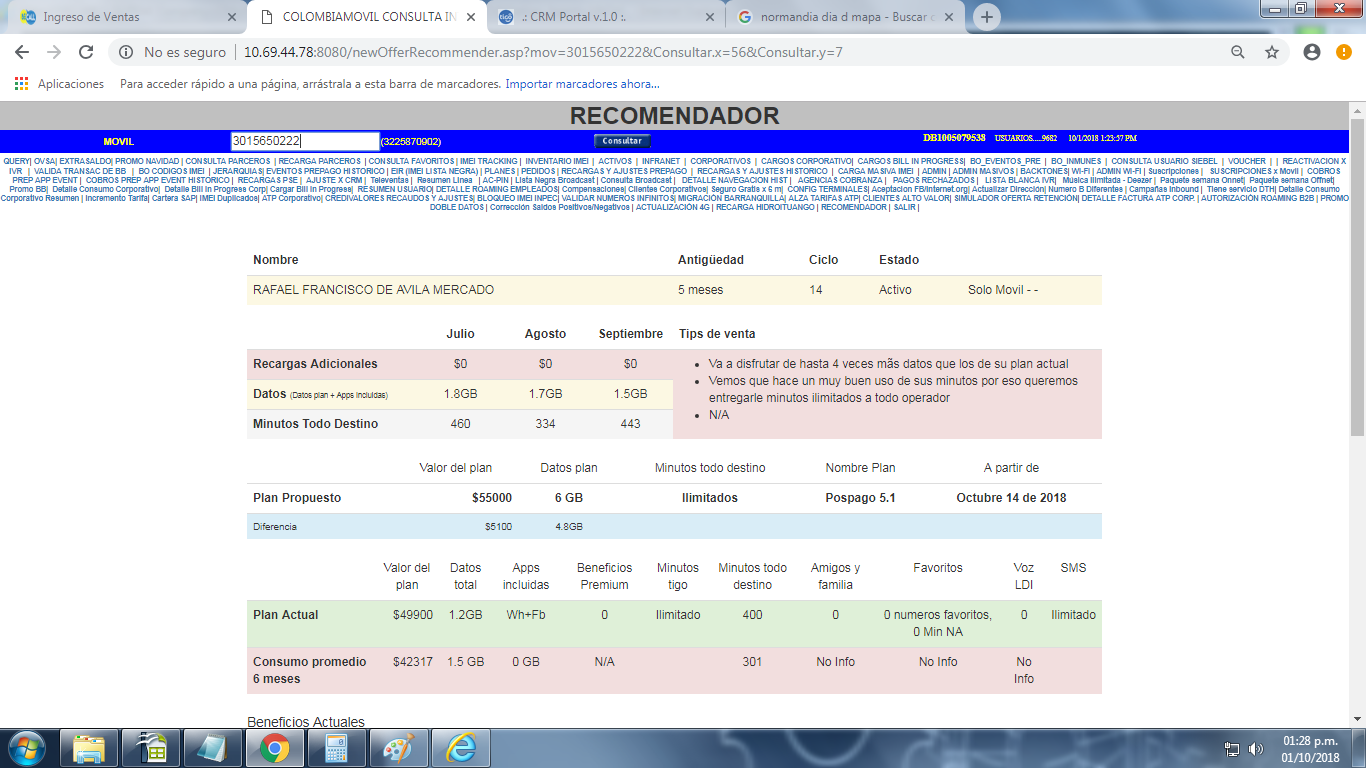 Ingreso de Ventas
COLOMBIAMOVIL CONSULTA IN
.: CRM Portal v.1.0 :.
normandia dia d mapa - Buscar c
No es seguro | 10.69.44.78:8080/newOfferRecommender.asp?mov=3015650222&Consultar.x=56&Consultar.y=7
Aplicaciones Para acceder rápido a una página, arrástrala a esta barra de marcadores. Importar marcadores ahora...
RECOMENDADOR
MOVIL 3015650222 (3225870902) Consultar DB1005079538 USUARIOS.....9682 10/1/2018 1:23:57 PM
QUERY| OVSA| EXTRASALDO| PROMO NAVIDAD | CONSULTA PARCEROS | RECARGA PARCEROS | CONSULTA FAVORITOS | IMEI TRACKING | INVENTARIO IMEI | ACTIVOS | INFRANET | CORPORATIVOS | CARGOS CORPORATIVO| CARGOS BILL IN PROGRESS| BO_EVENTOS_PRE | BO_INMUNES | CONSULTA USUARIO SIEBEL | VOUCHER | | REACTIVACION X
IVR | VALIDA TRANSAC DE BB | BO CODIGOS IMEI | JERARQUIAS| EVENTOS PREPAGO HISTORICO | EIR (IMEI LISTA NEGRA) | PLANES | PEDIDOS | RECARGAS Y AJUSTES PREPAGO | RECARGAS Y AJUSTES HISTORICO | CARGA MASIVA IMEI | ADMIN | ADMIN MASIVOS | BACKTONES| WI-FI | ADMIN WI-FI | Suscripciones | SUSCRIPCIONES x Movil | COBROS
PREP APP EVENT | COBROS PREP APP EVENT HISTORICO | RECARGAS PSE | AJUSTE X CRM | Televentas | Resumen Linea | AC-PIN | Lista Negra Broadcast | Consulta Broadcast | DETALLE NAVEGACION HIST | AGENCIAS COBRANZA | PAGOS RECHAZADOS | LISTA BLANCA IVR| Música Ilimitada - Deezer | Paquete semana Onnet| Paquete semana Offnet|
Promo BB| Detalle Consumo Corporativo| Detalle Bill In Progress Corp| Cargar Bill In Progress| RESUMEN USUARIO| DETALLE ROAMING EMPLEADOS| Compensaciones| Clientes Corporativos| Seguro Gratis x 6 m| CONFIG TERMINALES| Aceptacion FB/Internet.org| Actualizar Dirección| Numero B Diferentes | Campañas Inbound | Tiene servicio DTH| Detalle Consumo
Corporativo Resumen | Incremento Tarifa| Cartera SAP| IMEI Duplicados| ATP Corporativo| CREDIVALORES RECAUDOS Y AJUSTES| BLOQUEO IMEI INPEC| VALIDAR NUMEROS INFINITOS| MIGRACIÓN BARRANQUILLA| ALZA TARIFAS ATP| CLIENTES ALTO VALOR| SIMULADOR OFERTA RETENCIÓN| DETALLE FACTURA ATP CORP. | AUTORIZACIÓN ROAMING B2B | PROMO
DOBLE DATOS | Corrección Saldos Positivos/Negativos | ACTUALIZACIÓN 4G | RECARGA HIDROITUANGO | RECOMENDADOR | SALIR |
Nombre Antigüedad Ciclo Estado
RAFAEL FRANCISCO DE AVILA MERCADO 5 meses 14 Activo Solo Movil - -
Julio Agosto Septiembre Tips de venta
Recargas Adicionales $0 $0 $0
Datos (Datos plan + Apps incluidas) 1.8GB 1.7GB 1.5GB
Minutos Todo Destino 460 334 443
• Va a disfrutar de hasta 4 veces mãs datos que los de su plan actual
• Vemos que hace un muy buen uso de sus minutos por eso queremos
entregarle minutos ilimitados a todo operador
• N/A
Valor del plan Datos plan Minutos todo destino Nombre Plan A partir de
Plan Propuesto $55000 6 GB Ilimitados Pospago 5.1 Octubre 14 de 2018
Diferencia $5100 4.8GB
Valor del Datos Apps Beneficios Minutos Minutos todo Amigos y Favoritos Voz SMS
plan total incluidas Premium tigo destino familia LDI
Plan Actual $49900 1.2GB Wh+Fb 0 Ilimitado 400 0 0 numeros favoritos, 0 Ilimitado
0 Min NA
Consumo promedio $42317 1.5 GB 0 GB N/A 301 No Info No Info No
6 meses Info
Beneficios Actuales
01:28 p.m.
01/10/2018